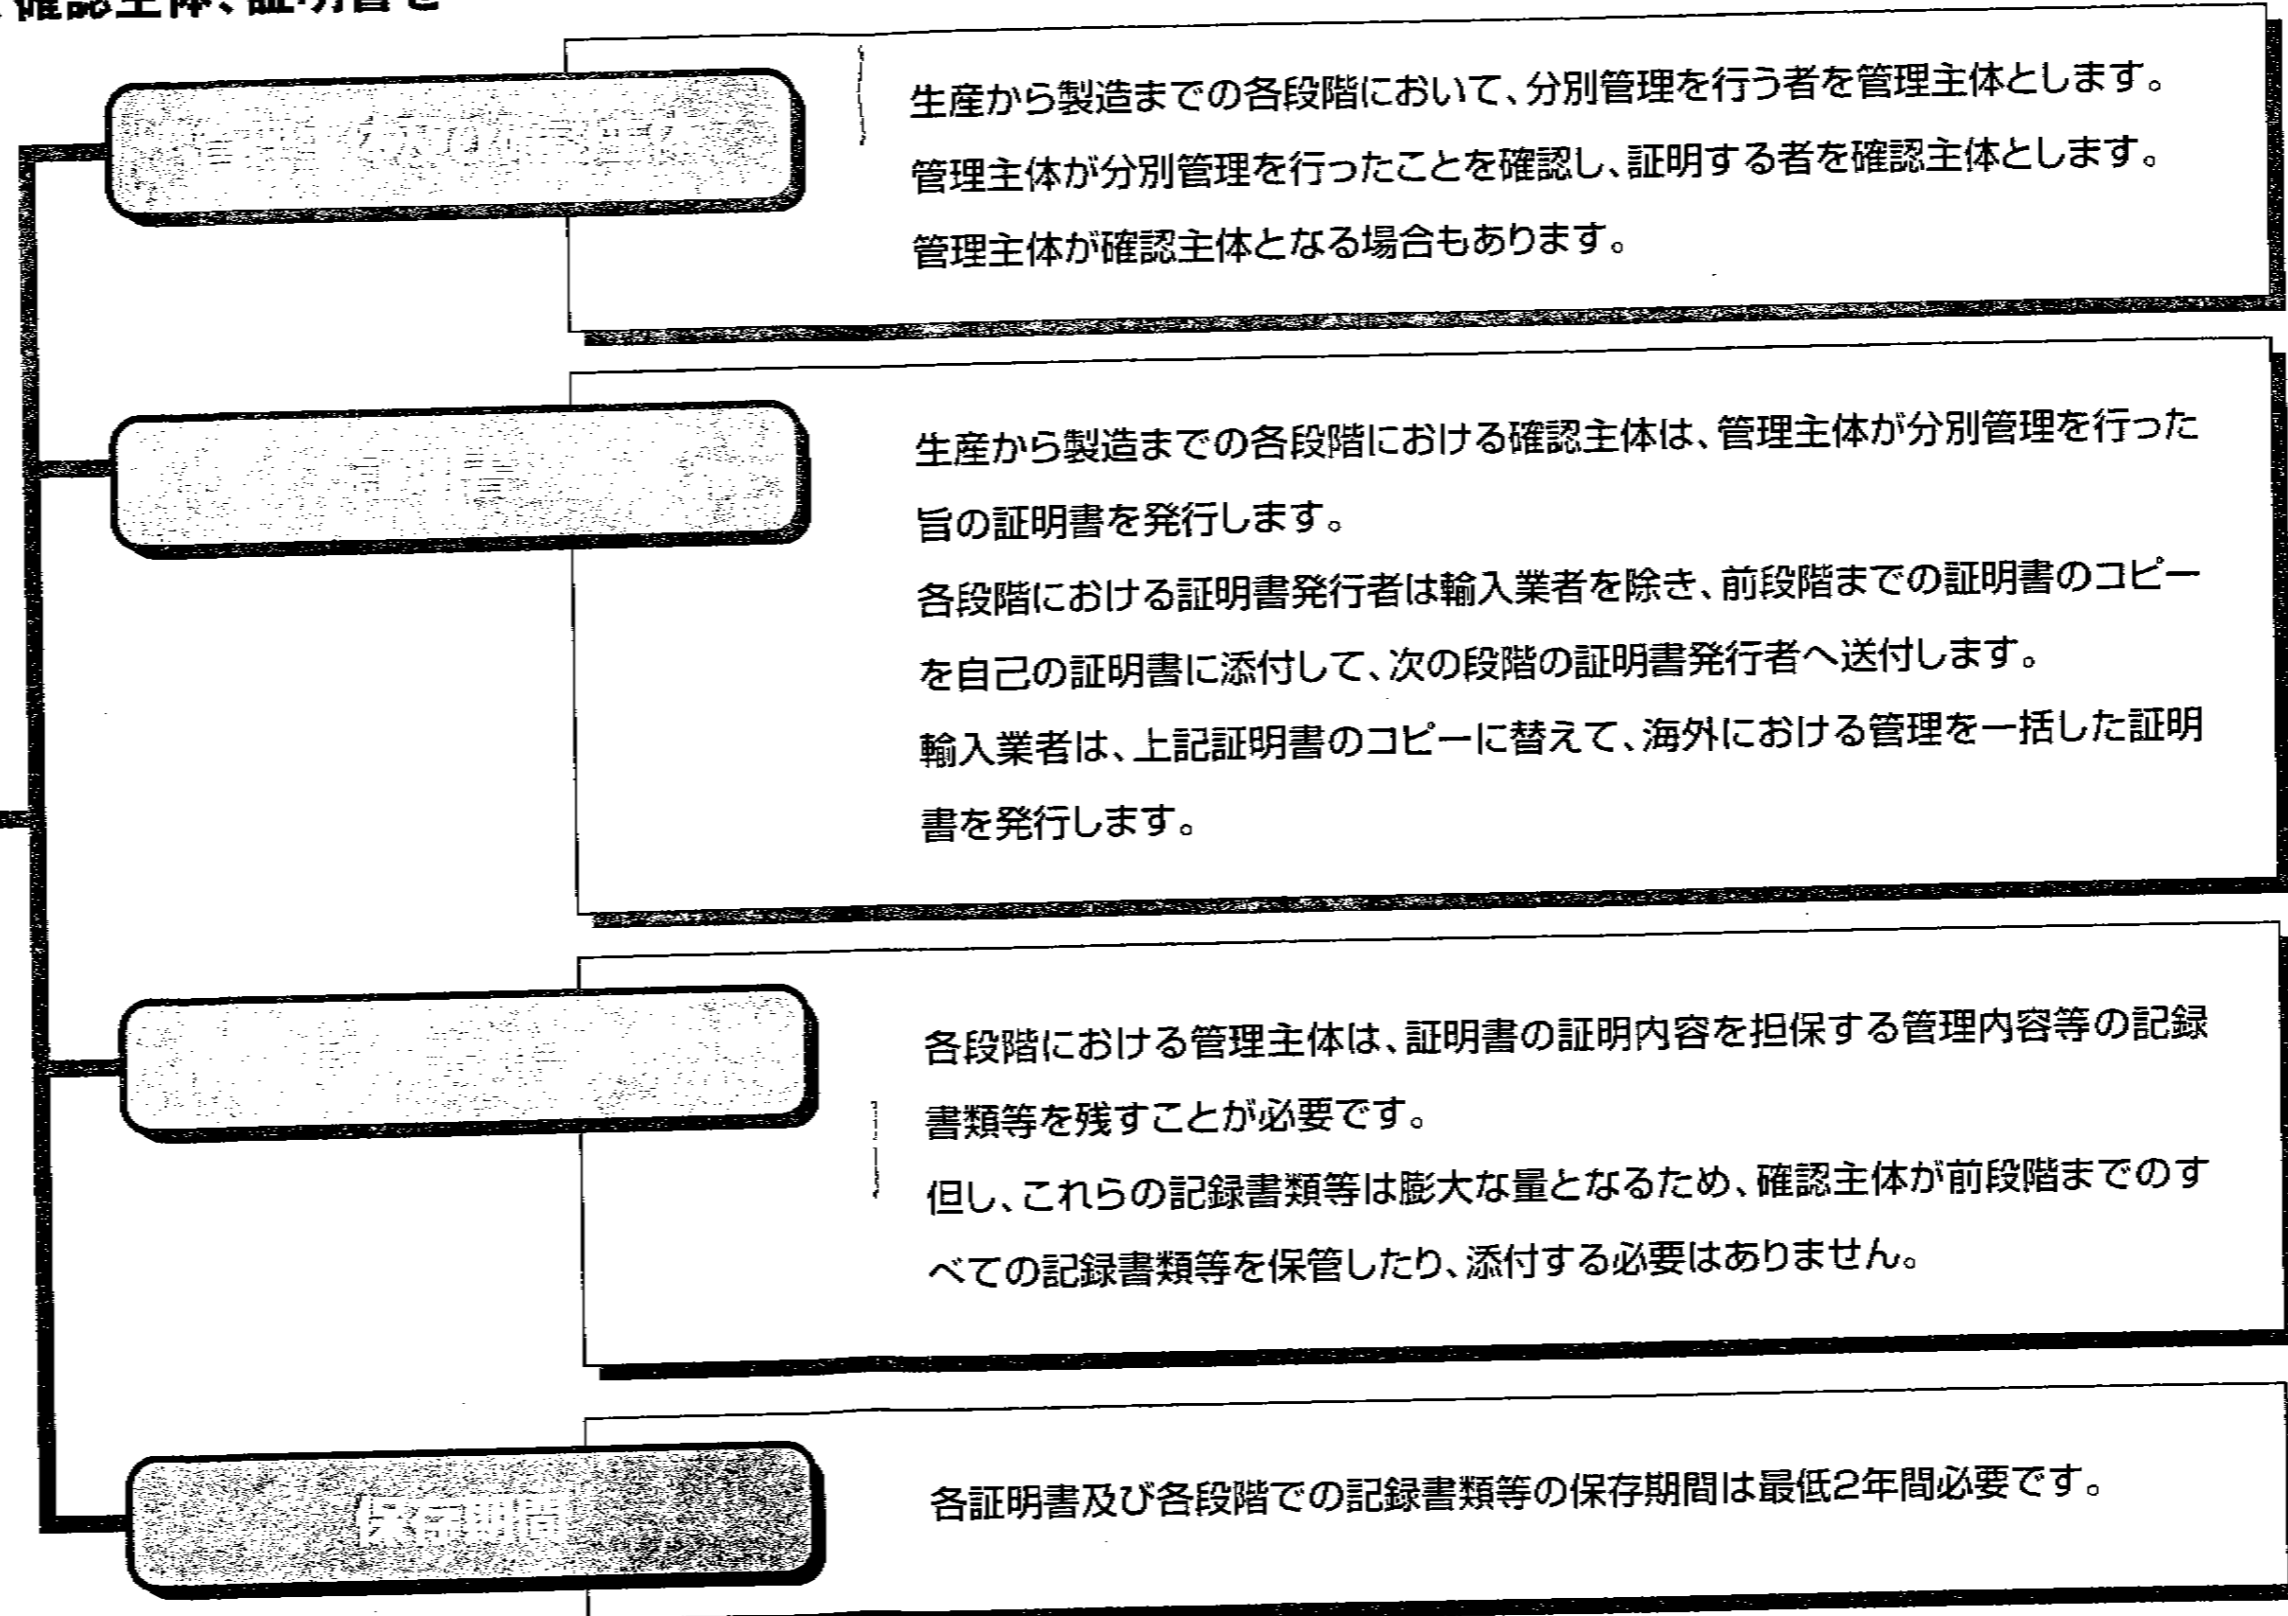 確認主体、証明書を
生産から製造までの各段階において、分別管理を行う者を管理主体とします。
管理主体が分別管理を行ったことを確認し、証明する者を確認主体とします。
管理主体が確認主体となる場合もあります。
生産から製造までの各段階における確認主体は、管理主体が分別管理を行った
旨の証明書を発行します。
各段階における証明書発行者は輸入業者を除き、前段階までの証明書のコピー
を自己の証明書に添付して、次の段階の証明書発行者へ送付します。
輸入業者は、上記証明書のコピーに替えて、海外における管理を一括した証明
書を発行します。
各段階における管理主体は、証明書の証明内容を担保する管理内容等の記録
書類等を残すことが必要です。
但し、これらの記録書類等は膨大な量となるため、確認主体が前段階までのす
べての記録書類等を保管したり、添付する必要はありません。
保存期間
各証明書及び各段階での記録書類等の保存期間は最低2年間必要です。